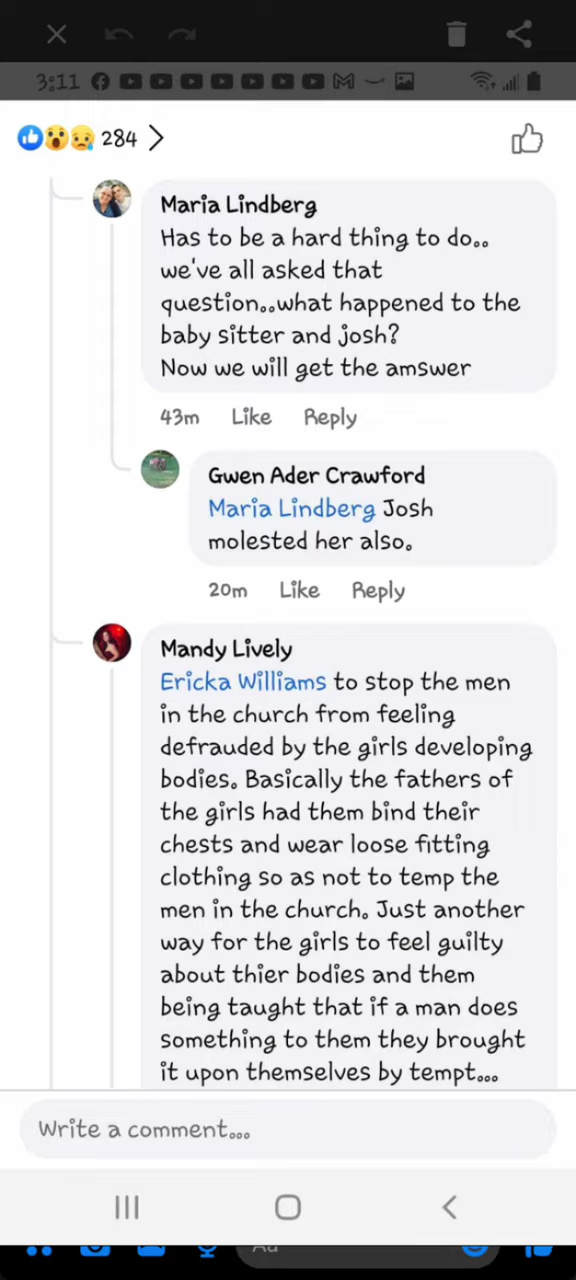 3:11
284
Maria Lindberg
Has to be a hard thing to do..
we've all asked that
question..what happened to the
baby sitter and josh?
Now we will get the amswer
43m Like Reply
Gwen Ader Crawford
Maria Lindberg Josh
molested her also.
20m Like Reply
Mandy Lively
Ericka Williams to stop the men
in the church from feeling
defrauded by the girls developing
bodies. Basically the fathers of
the girls had them bind their
chests and wear loose fitting
clothing so as not to temp the
men in the church. Just another
way for the girls to feel guilty
about thier bodies and them
being taught that if a man does
something to them they brought
it upon themselves by tempt...
Write a comment...
Aa